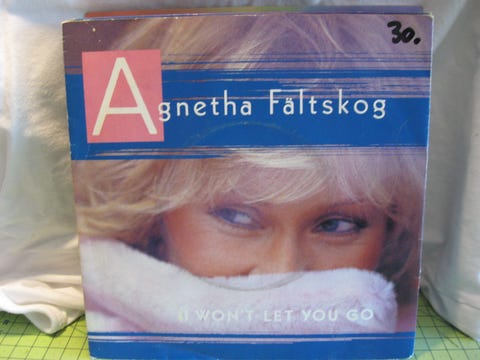 30.
Agnetha Fältskog
I WON'T LET YOU GO